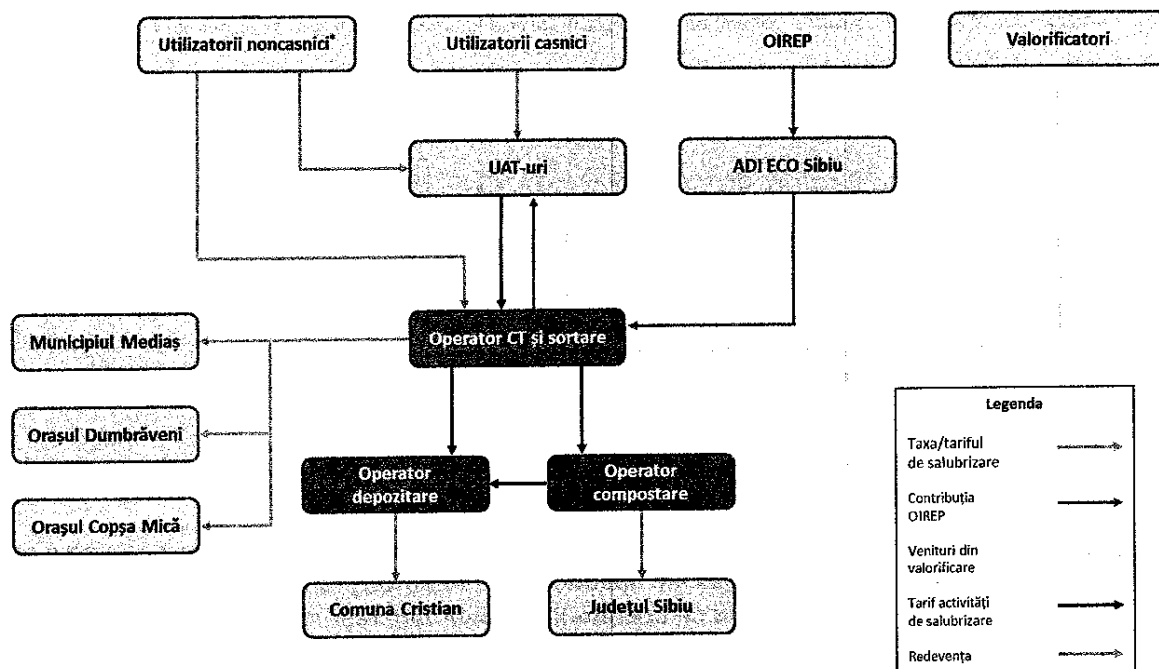 Utilizatorii noncasnici*
Utilizatorii casnici
OIREP
Valorificatori
UAT-uri
ADI ECO Sibiu
Operator CT și sortare
Municipiul Mediaș
Orașul Dumbrăveni
Orașul Copșa Mică
Operator
depozitare
Operator
compostare
Comuna Cristian
Județul Sibiu
Legenda
Taxa/tariful
de salubrizare
Contribuția
OIREP
Venituri din
valorificare
Tarif activități
de salubrizare
Redevența